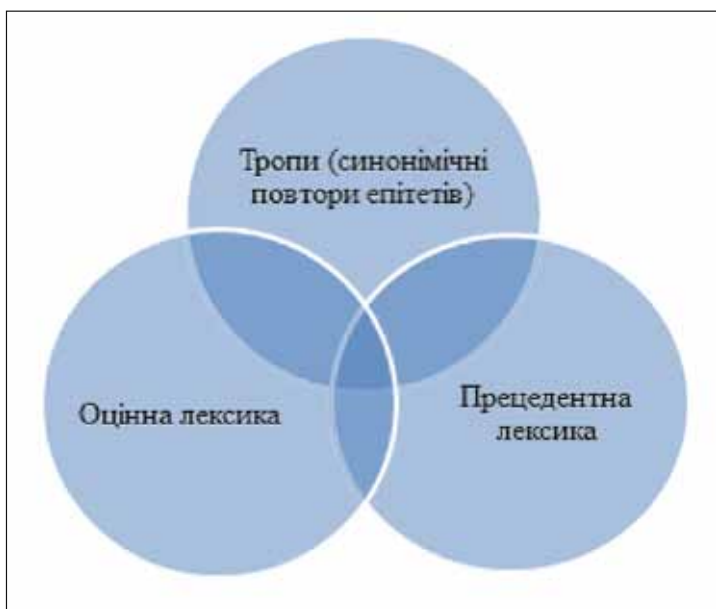 Тропи (синонімічні
повтори епітетів)
Оцінна лексика
Прецедентна
лексика